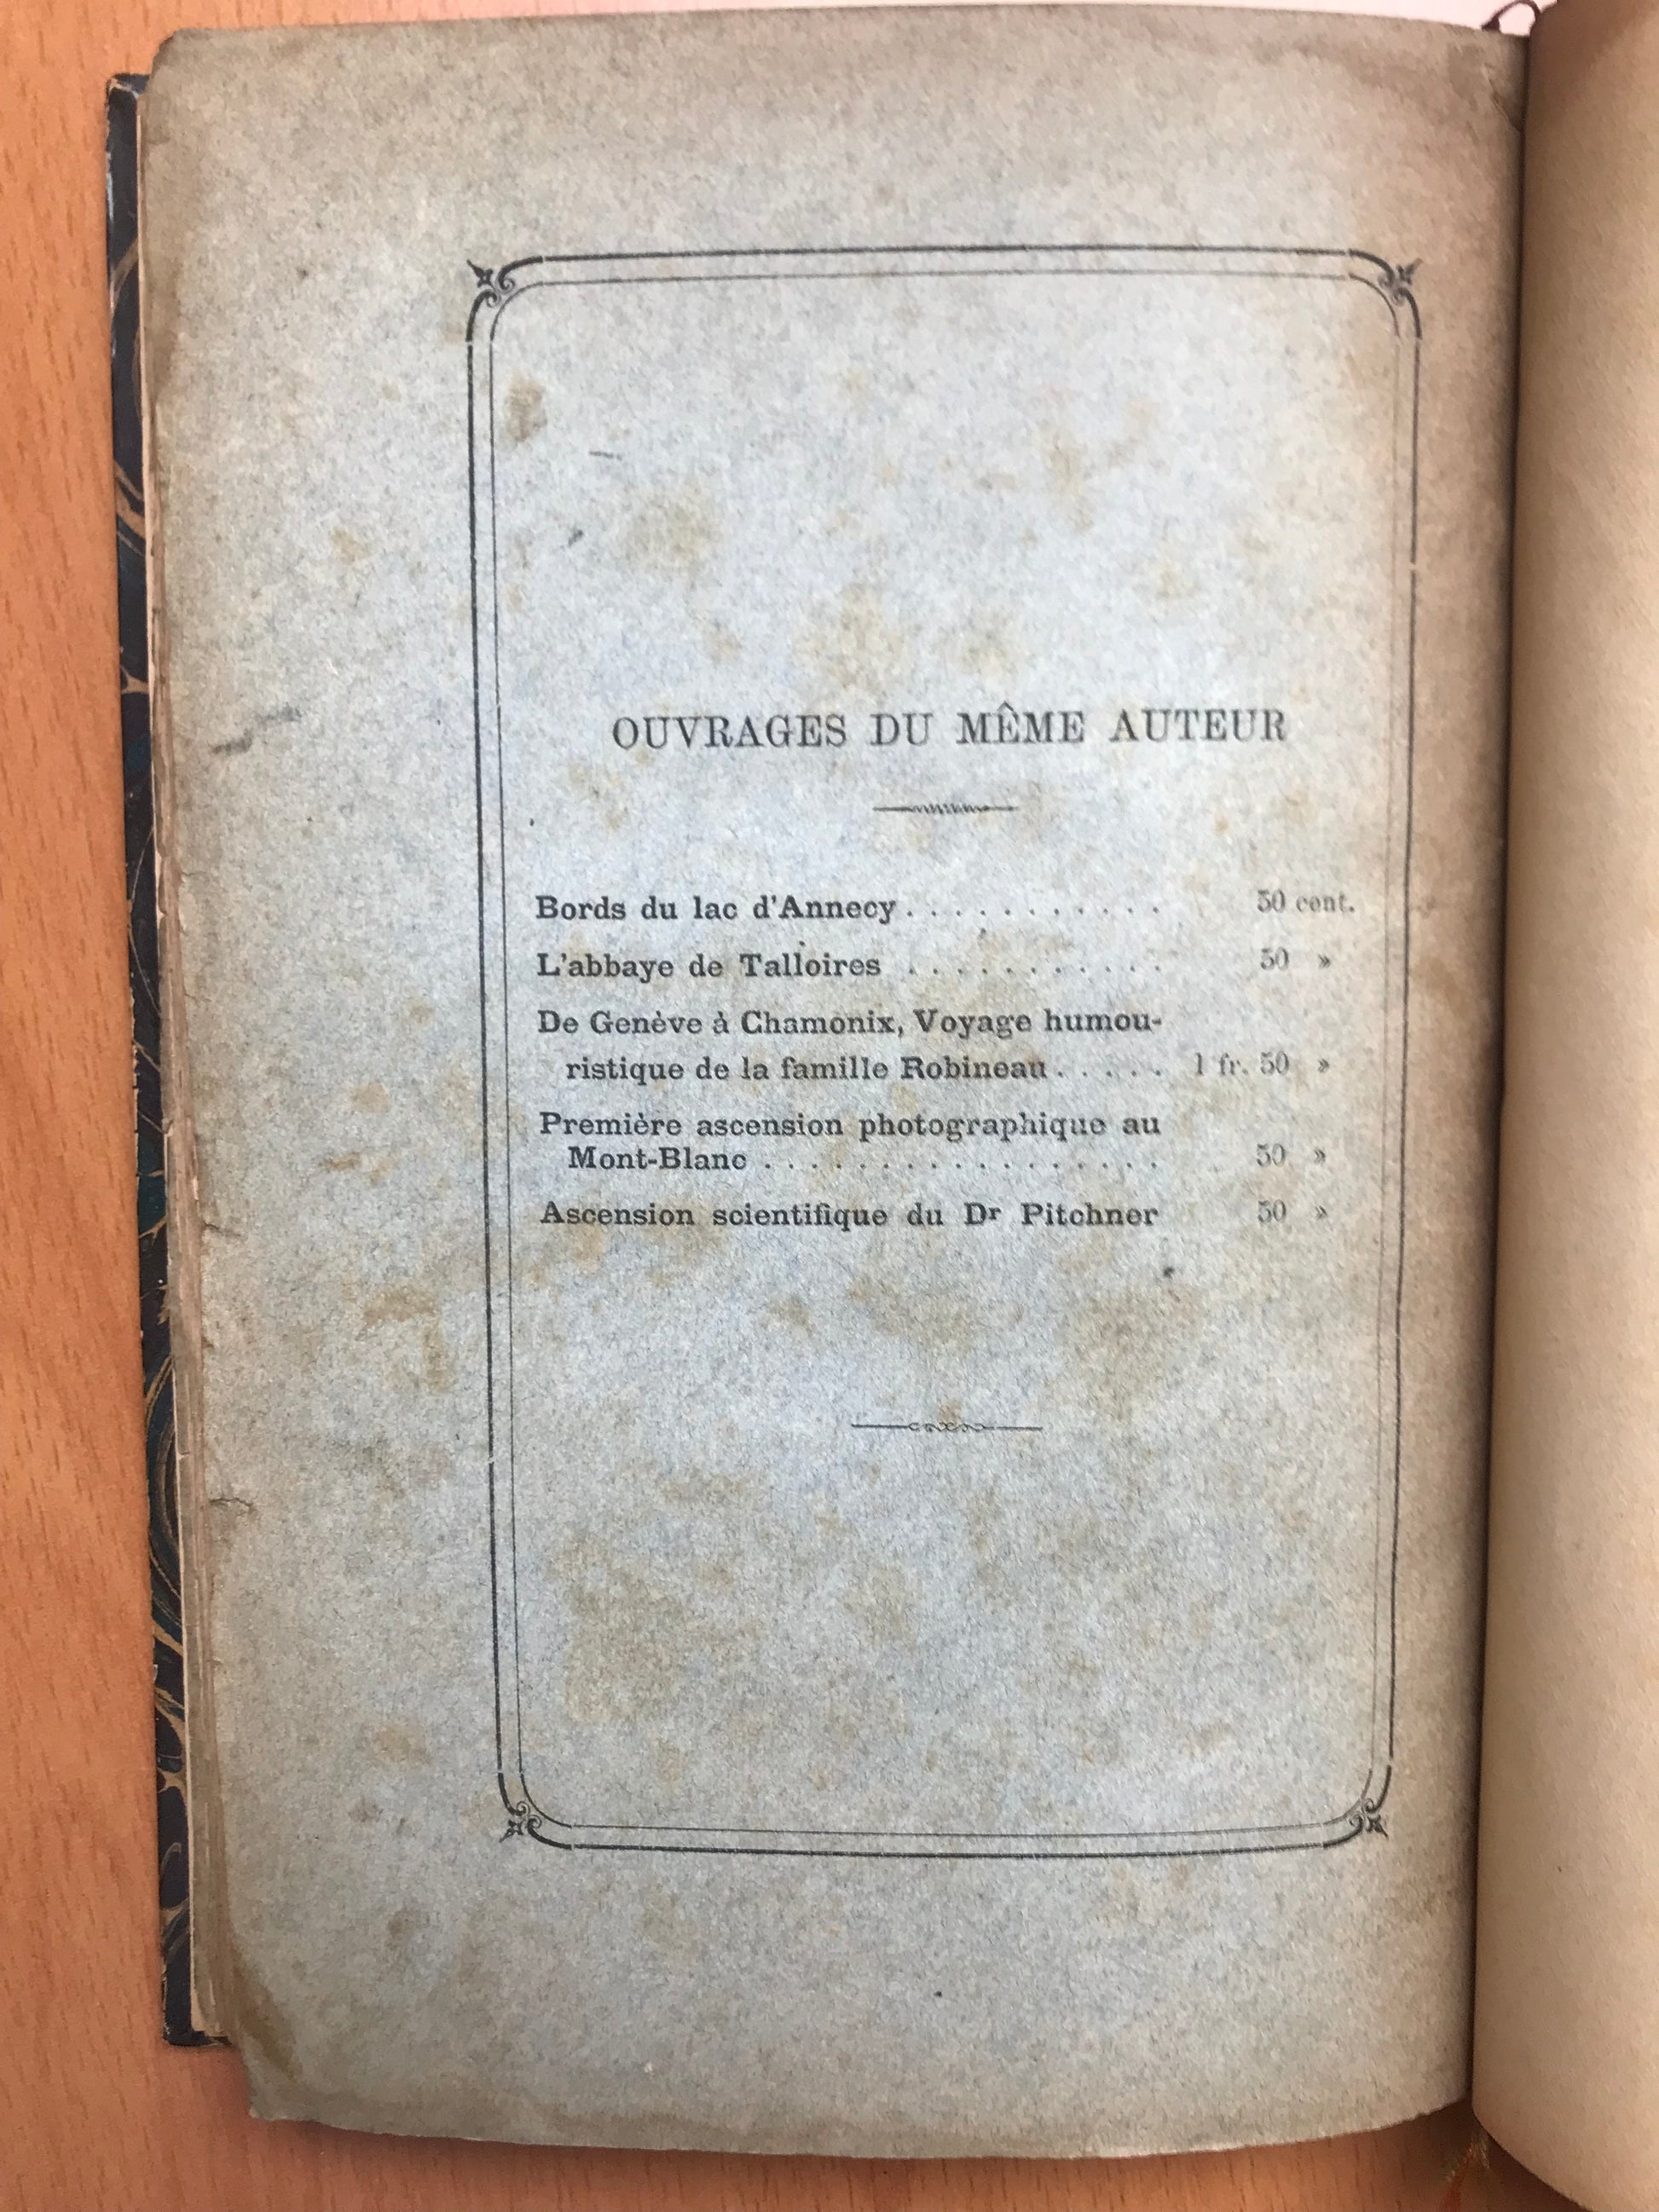 OUVRAGES DU MÊME AUTEUR
Bords du lac d'Annecy . . . . . . . . . . . 50 cent.
L'abbaye de Talloires . . . . . . . . . . . 50 »
De Genève à Chamonix, Voyage humou-
ristique de la famille Robineau . . . . . 1 fr. 50 »
Première ascension photographique au
Mont-Blanc . . . . . . . . . . . . . . . . . 50 »
Ascension scientifique du Dr Pitchner 50 »